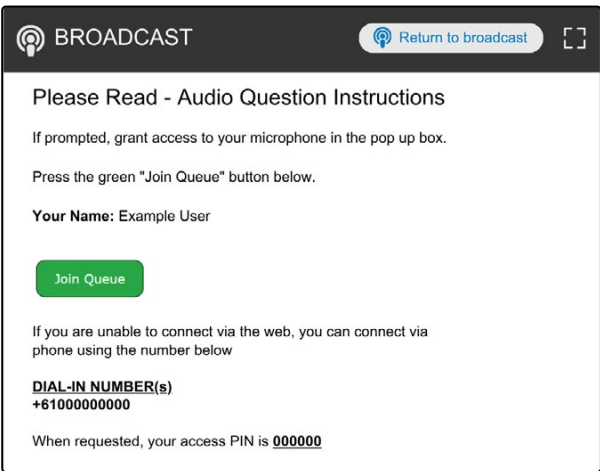 BROADCAST
Return to broadcast
Please Read - Audio Question Instructions
If prompted, grant access to your microphone in the pop up box.
Press the green "Join Queue" button below.
Your Name: Example User
Join Queue
If you are unable to connect via the web, you can connect via
phone using the number below
DIAL-IN NUMBER(s)
+61000000000
When requested, your access PIN is 000000